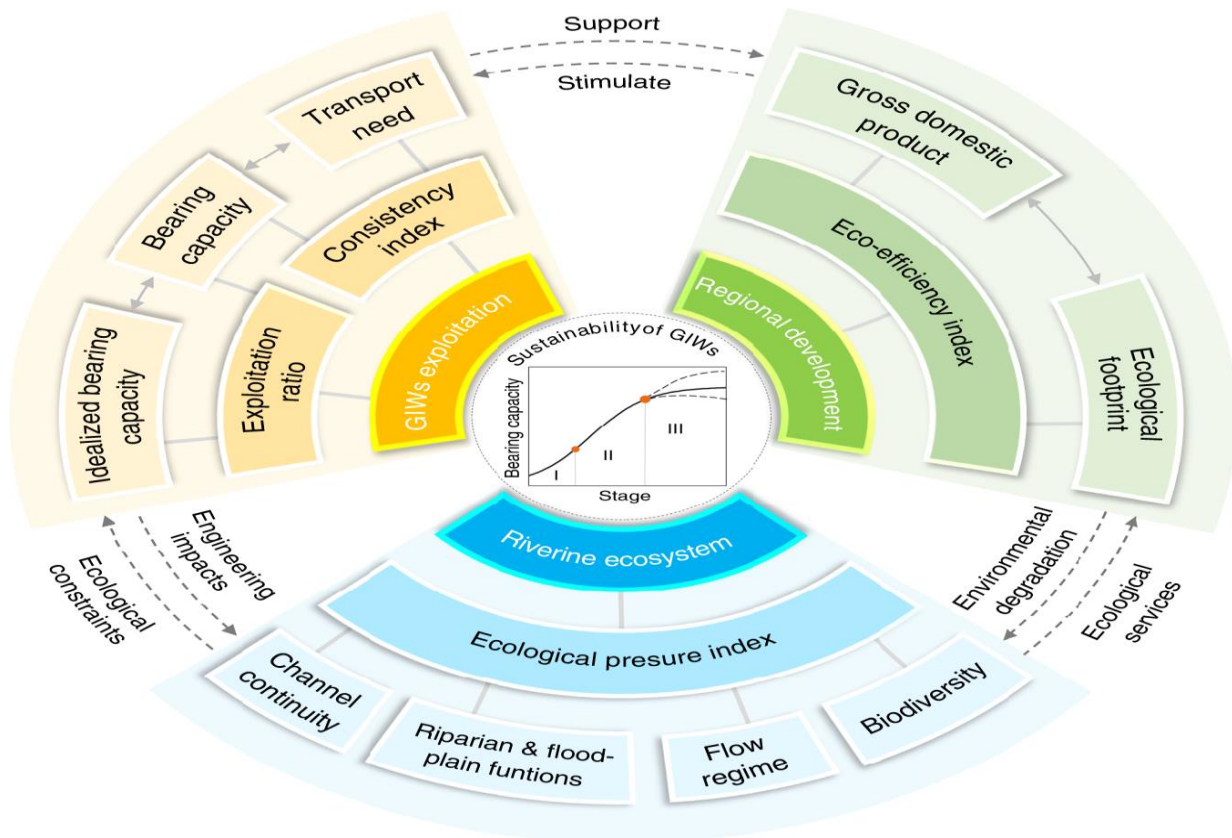 Support
Stimulate
Transport
need
Bearing
capacity
Idealized bearing
capacity
Consistency
index
Exploitation
ratio
GIWs exploitation
Gross domestic
product
Eco-efficiency index
Ecological
footprint
Regional development
Sustainability of GIWs
Bearing capacity
I
II
III
Stage
Engineering
impacts
Ecological
constraints
Environmental
degradation
Ecological
services
Riverine ecosystem
Ecological presure index
Channel
continuity
Riparian & flood-
plain funtions
Flow
regime
Biodiversity